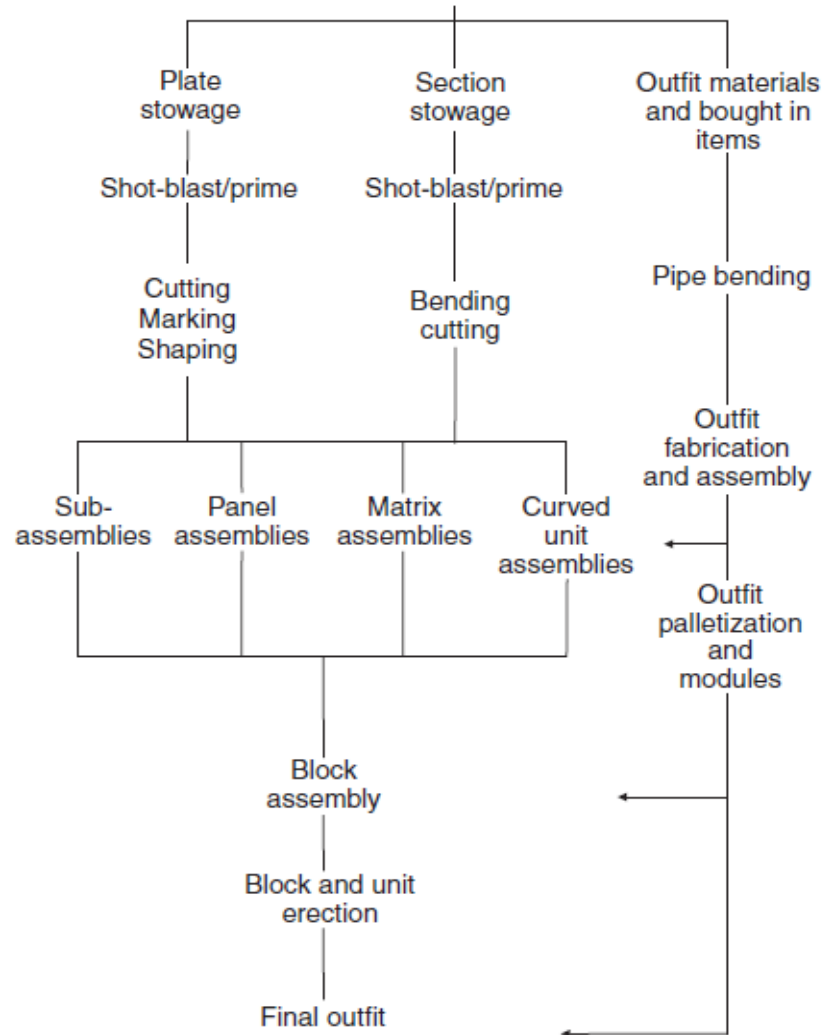 Plate
stowage
Section
stowage
Outfit materials
and bought in
items
Shot-blast/prime
Shot-blast/prime
Pipe bending
Cutting
Marking
Shaping
Bending
cutting
Outfit
fabrication
and assembly
Sub-
assemblies
Panel
assemblies
Matrix
assemblies
Curved
unit
assemblies
Outfit
palletization
and
modules
Block
assembly
Block and unit
erection
Final outfit